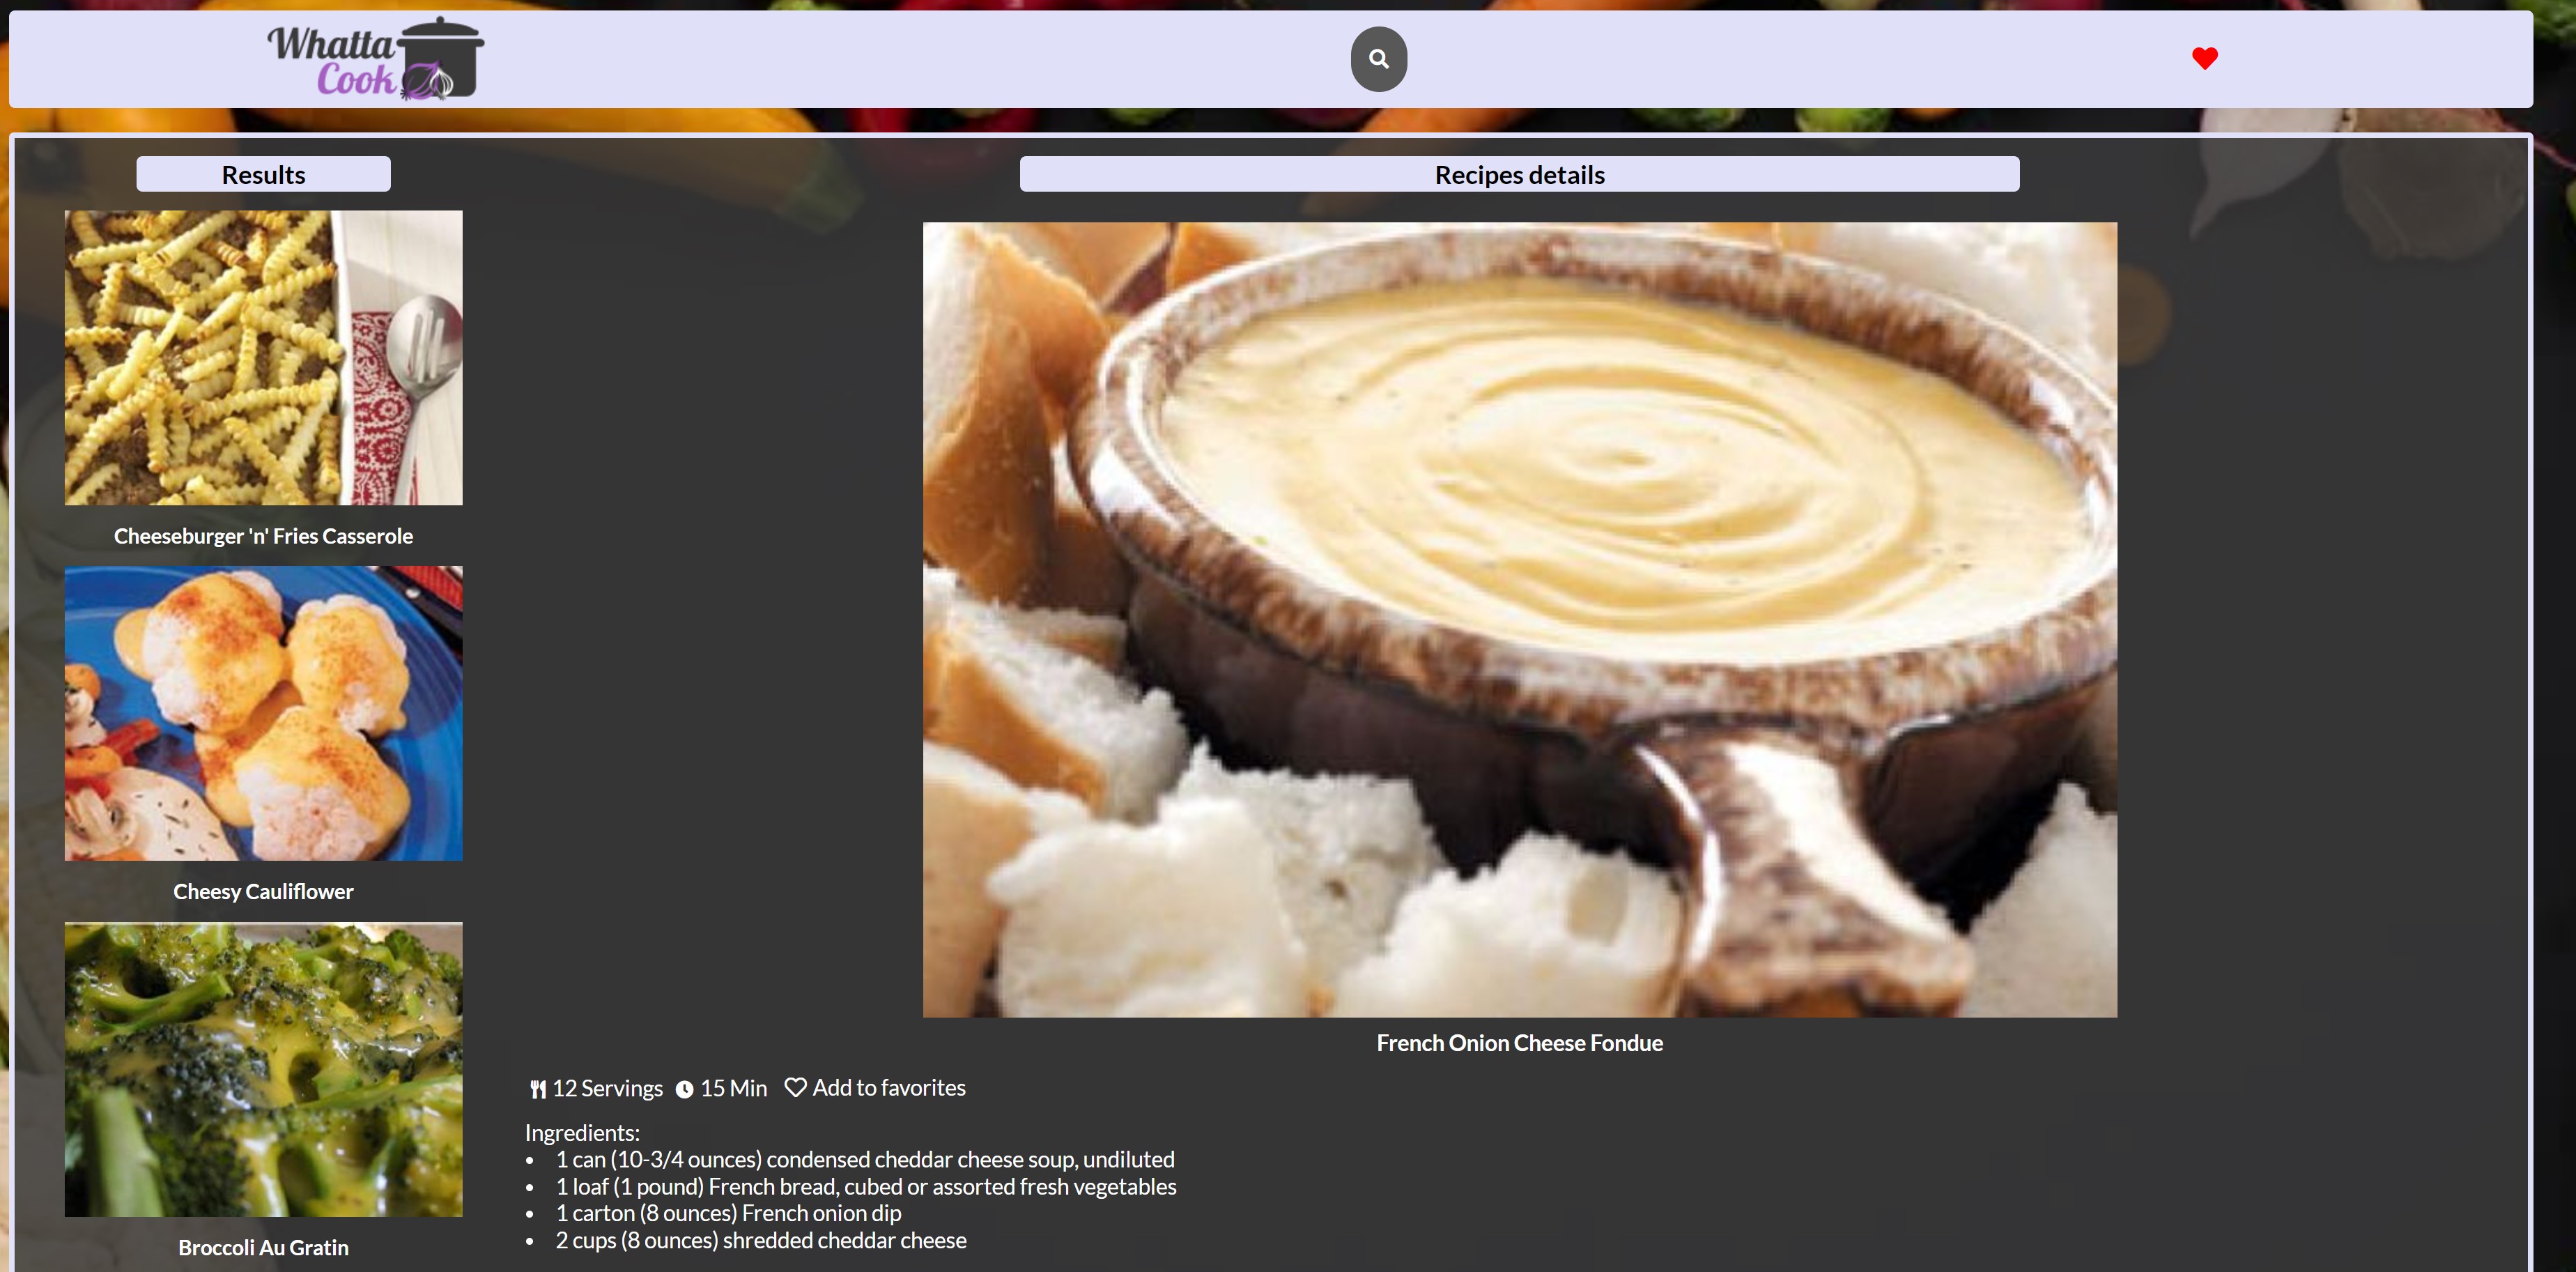 Whatta
Cook
Results
Recipes details
Cheeseburger 'n' Fries Casserole
Cheesy Cauliflower
Broccoli Au Gratin
French Onion Cheese Fondue
12 Servings 15 Min Add to favorites
Ingredients:
• 1 can (10-3/4 ounces) condensed cheddar cheese soup, undiluted
• 1 loaf (1 pound) French bread, cubed or assorted fresh vegetables
• 1 carton (8 ounces) French onion dip
• 2 cups (8 ounces) shredded cheddar cheese